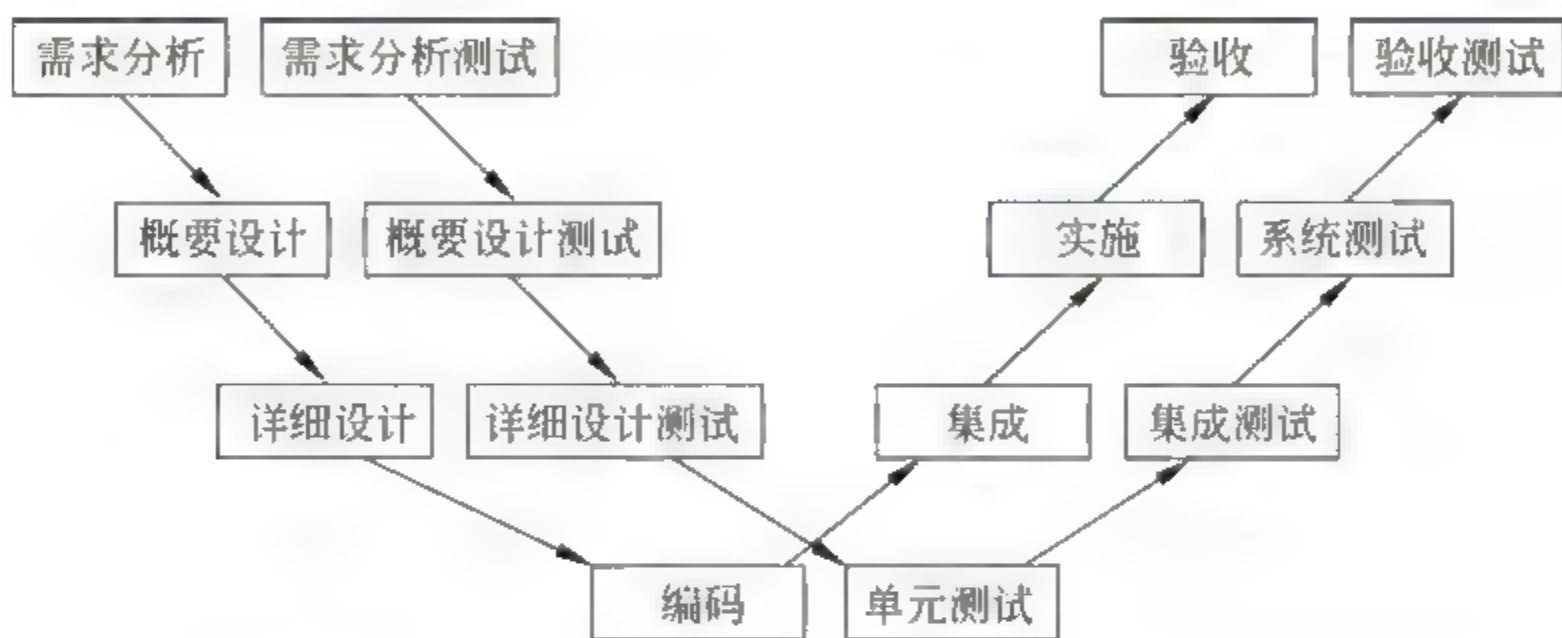 需求分析 需求分析测试 验收 验收测试
概要设计 概要设计测试 实施 系统测试
详细设计 详细设计测试 集成 集成测试
编码 单元测试